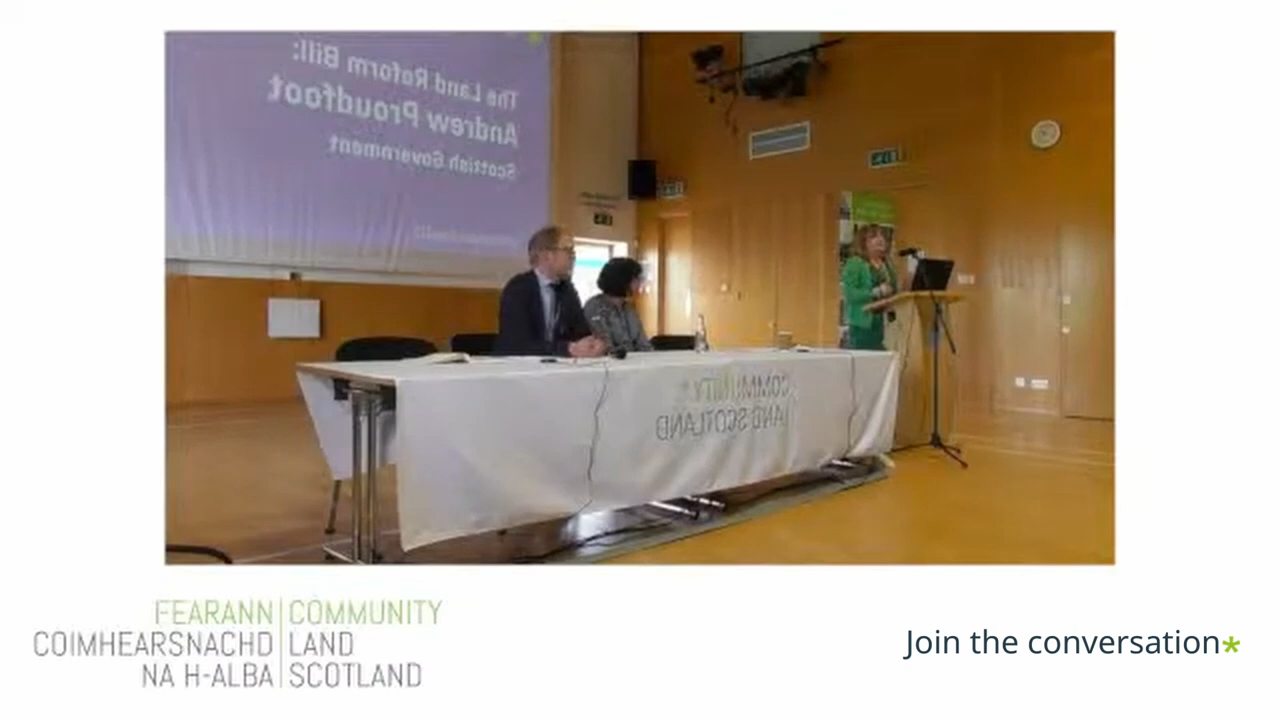 The Land Reform Bill:
Andrew Proudfoot
Scottish Government
COMMUNITY
LAND SCOTLAND
FEARANN COMMUNITY
COIMHEARSNACHD LAND
NA H-ALBA SCOTLAND
Join the conversation*